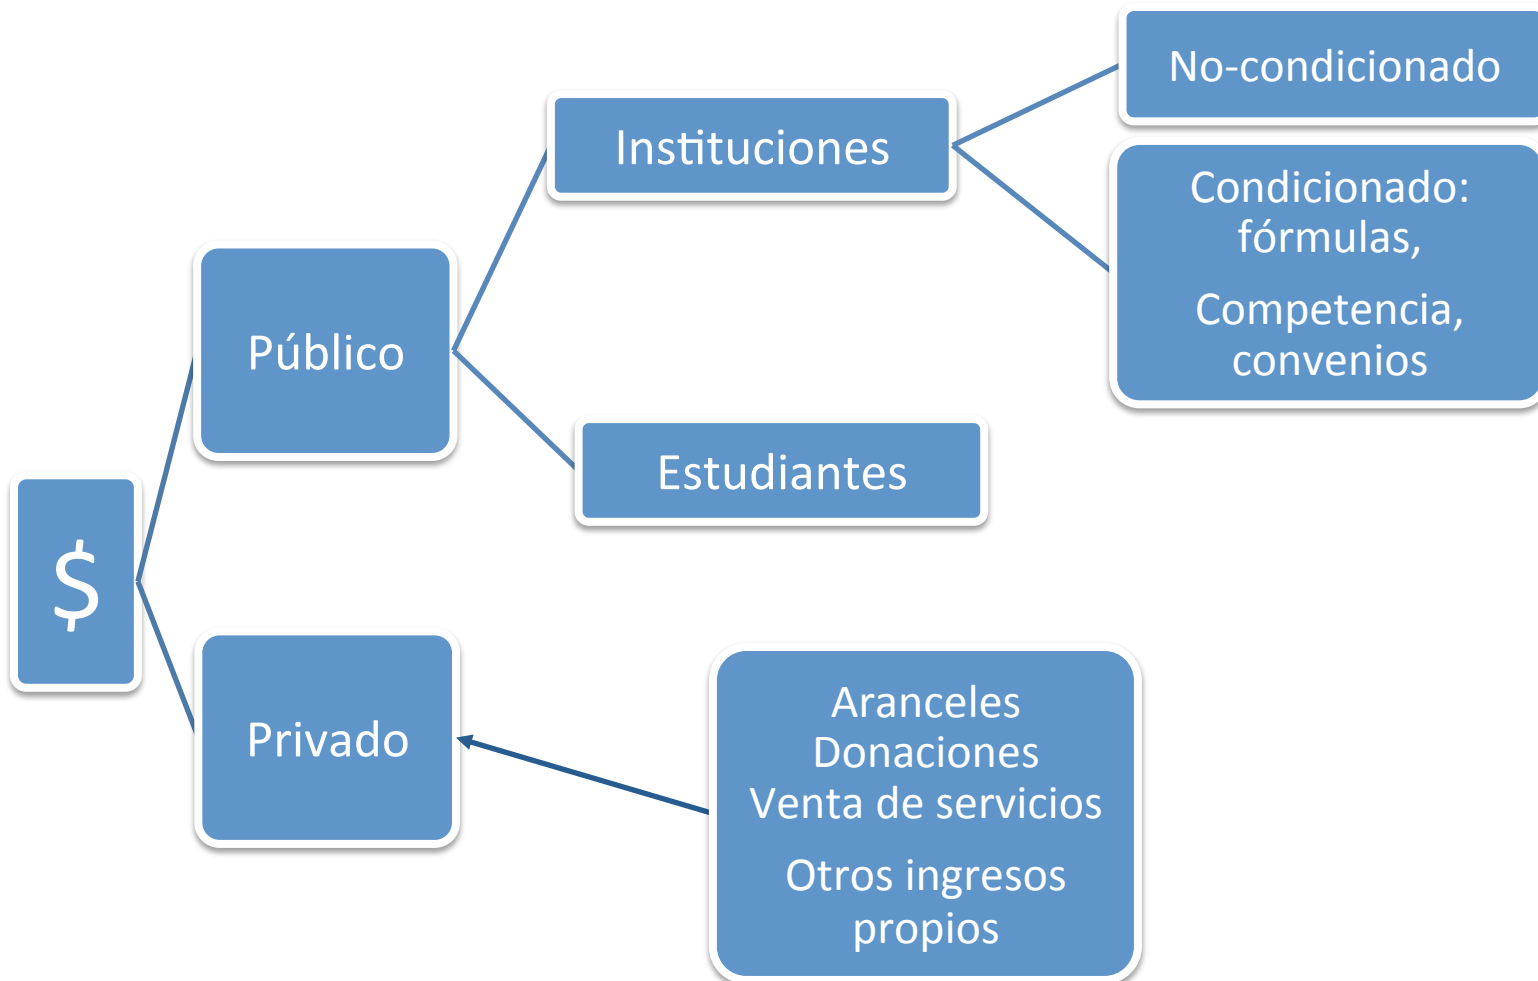 No-condicionado
Instituciones
Condicionado:
fórmulas,
Competencia,
convenios
Público
Estudiantes
$
Privado
Aranceles
Donaciones
Venta de servicios
Otros ingresos
propios